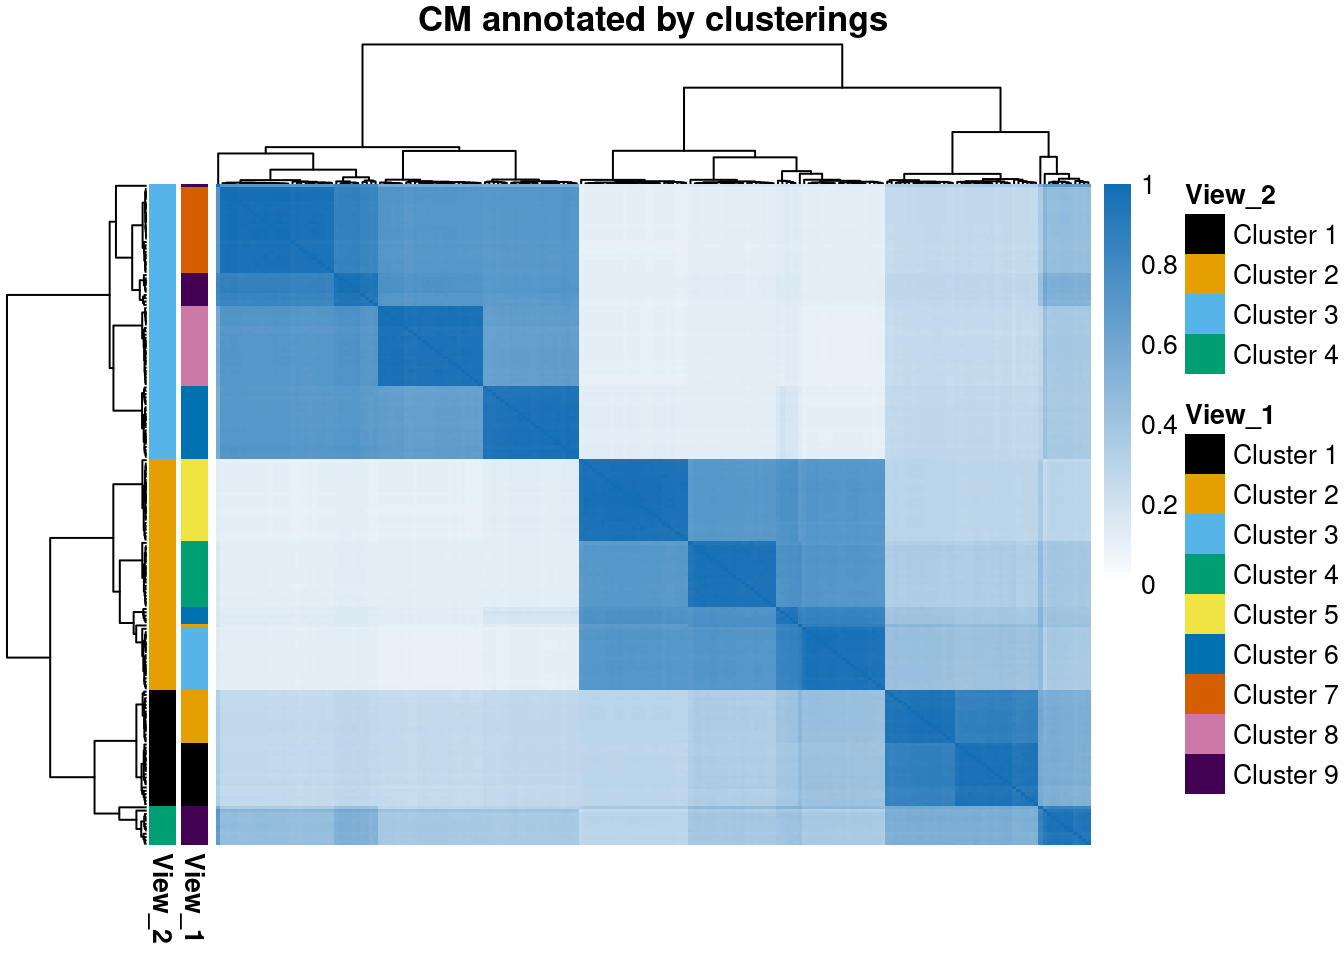 CM annotated by clusterings
1
0.8
0.6
0.4
0.2
0
View_2
Cluster 1
Cluster 2
Cluster 3
Cluster 4
View_1
Cluster 1
Cluster 2
Cluster 3
Cluster 4
Cluster 5
Cluster 6
Cluster 7
Cluster 8
Cluster 9
View_2
View_1